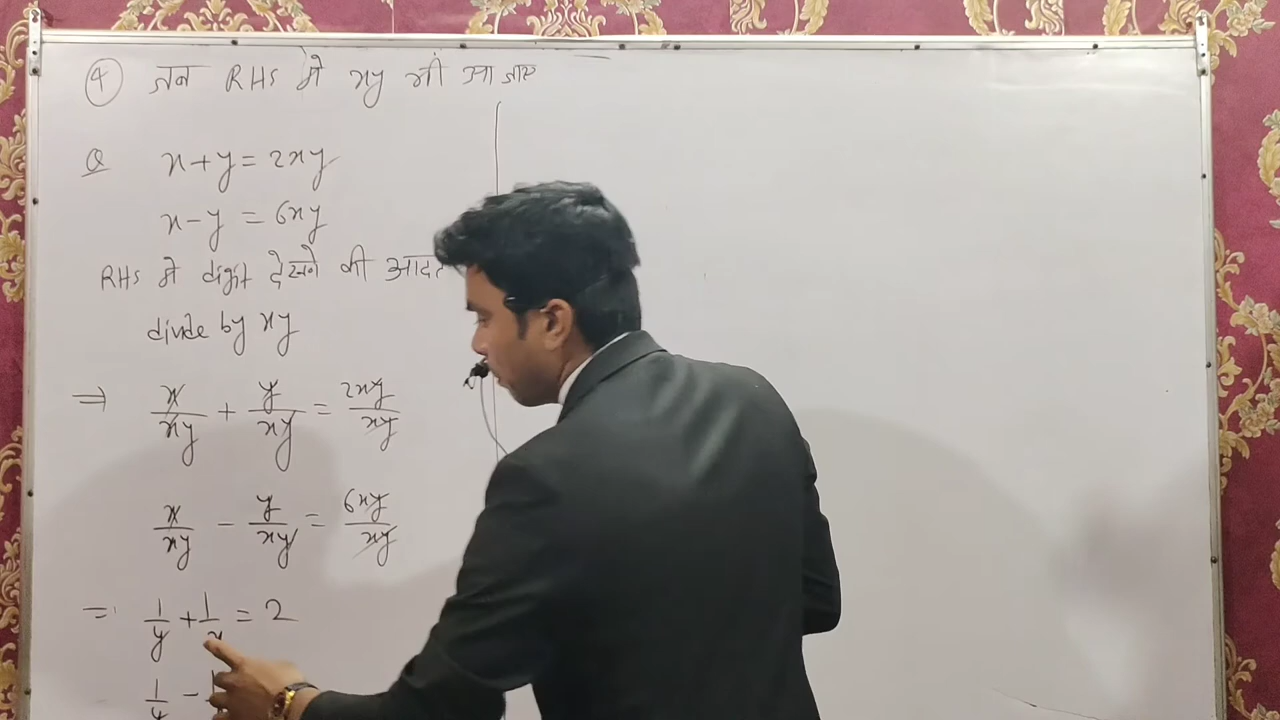 ④ जब RHS मे xy भी आ जाए
Q x + y = 2xy
x - y = 6xy
RHS मे digit देखने की आदत
divide by xy
⇒ x/xy + y/xy = 2xy/xy
x/xy - y/xy = 6xy/xy
⇒ 1/y + 1/x = 2
1/y - 1